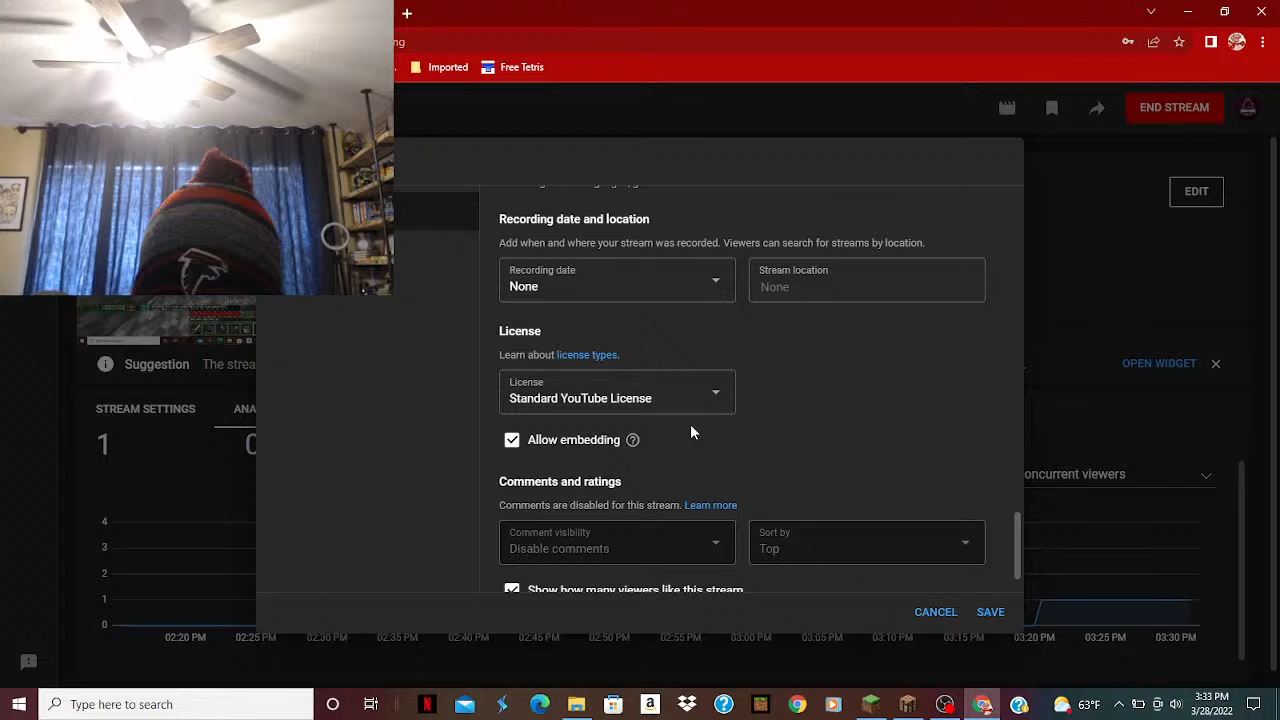 ng
Imported
Free Tetris
END STREAM
EDIT
Recording date and location
Add when and where your stream was recorded. Viewers can search for streams by location.
Recording date
None
Stream location
None
License
Learn about license types.
License
Standard YouTube License
Allow embedding
Suggestion The strea
OPEN WIDGET
STREAM SETTINGS
ANA
1
0
oncurrent viewers
Comments and ratings
Comments are disabled for this stream. Learn more
Comment visibility
Disable comments
Sort by
Top
Show how many viewers like this stream
CANCEL
SAVE
4
3
2
1
0
02:20 PM 02:25 PM 02:30 PM 02:35 PM 02:40 PM 02:45 PM 02:50 PM 02:55 PM 03:00 PM 03:05 PM 03:10 PM 03:15 PM 03:20 PM 03:25 PM 03:30 PM
Type here to search
63°F
3:33 PM
3/28/2022